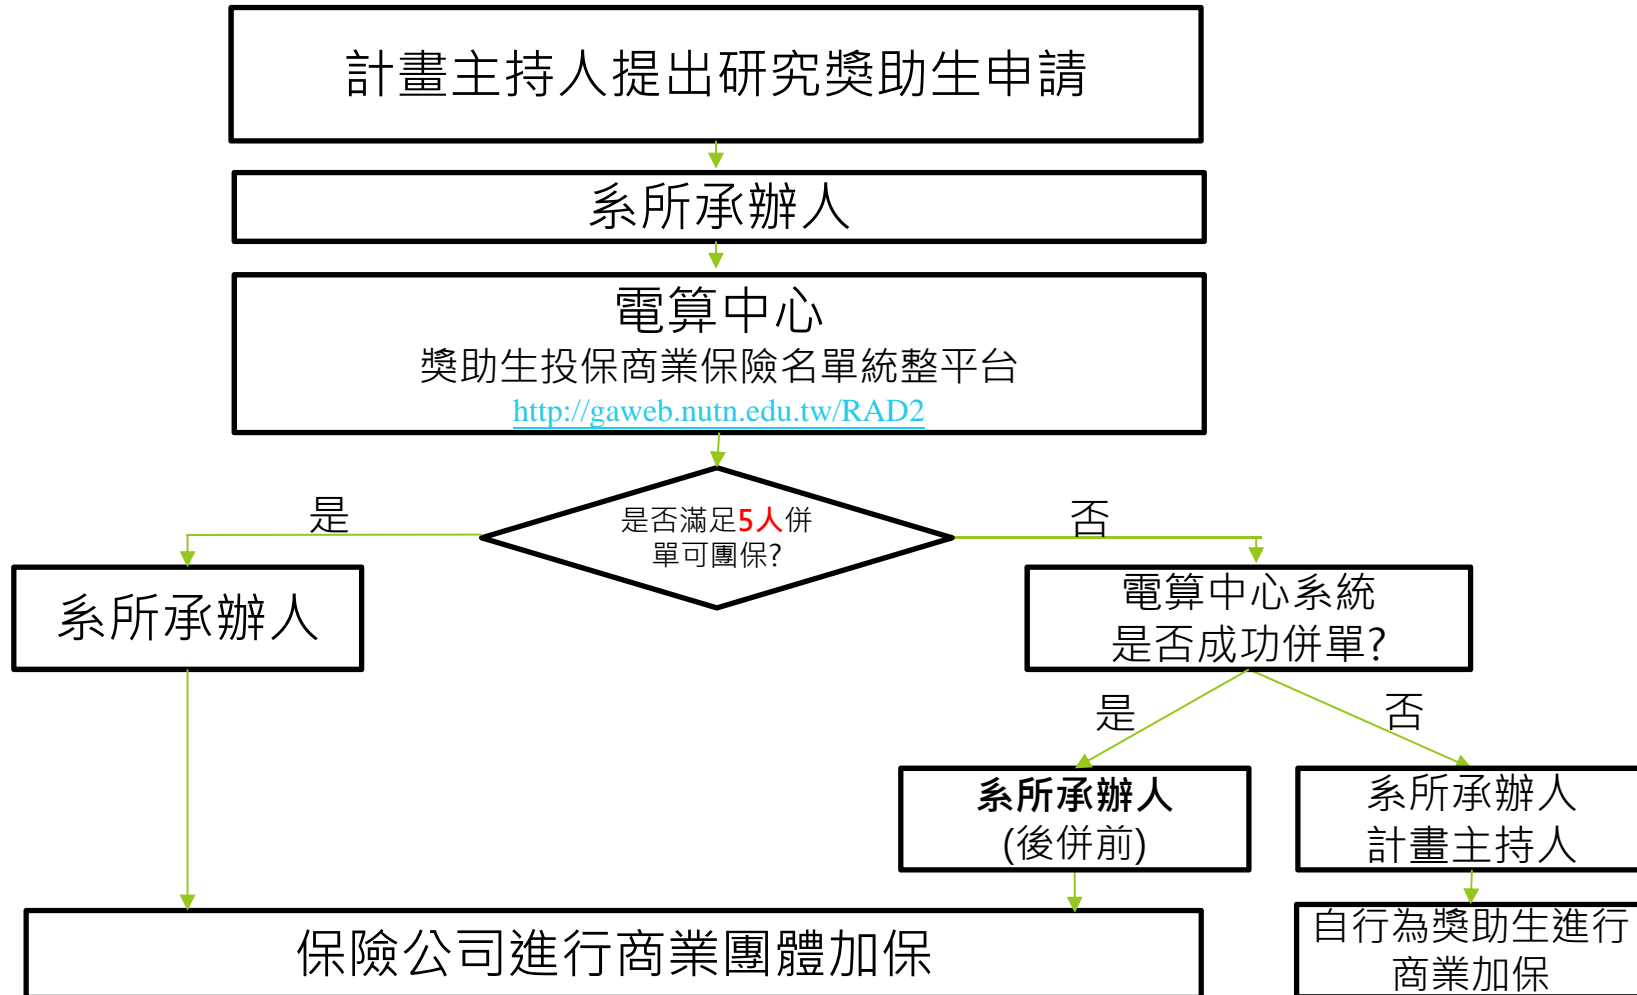 計畫主持人提出研究獎助生申請
系所承辦人
電算中心
獎助生投保商業保險名單統整平台
http://gaweb.nutn.edu.tw/RAD2
是否滿足5人併
單可團保?
是
否
系所承辦人
電算中心系統
是否成功併單?
是
否
系所承辦人
(後併前)
系所承辦人
計畫主持人
保險公司進行商業團體加保
自行為獎助生進行
商業加保